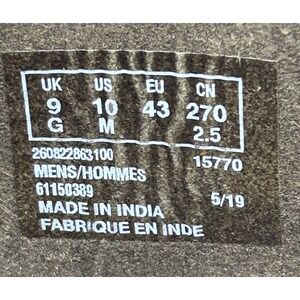 UK US EU CN
9 10 43 270
G M 2.5
260822863100 15770
MENS/HOMMES
61150389 5/19
MADE IN INDIA
FABRIQUE EN INDE